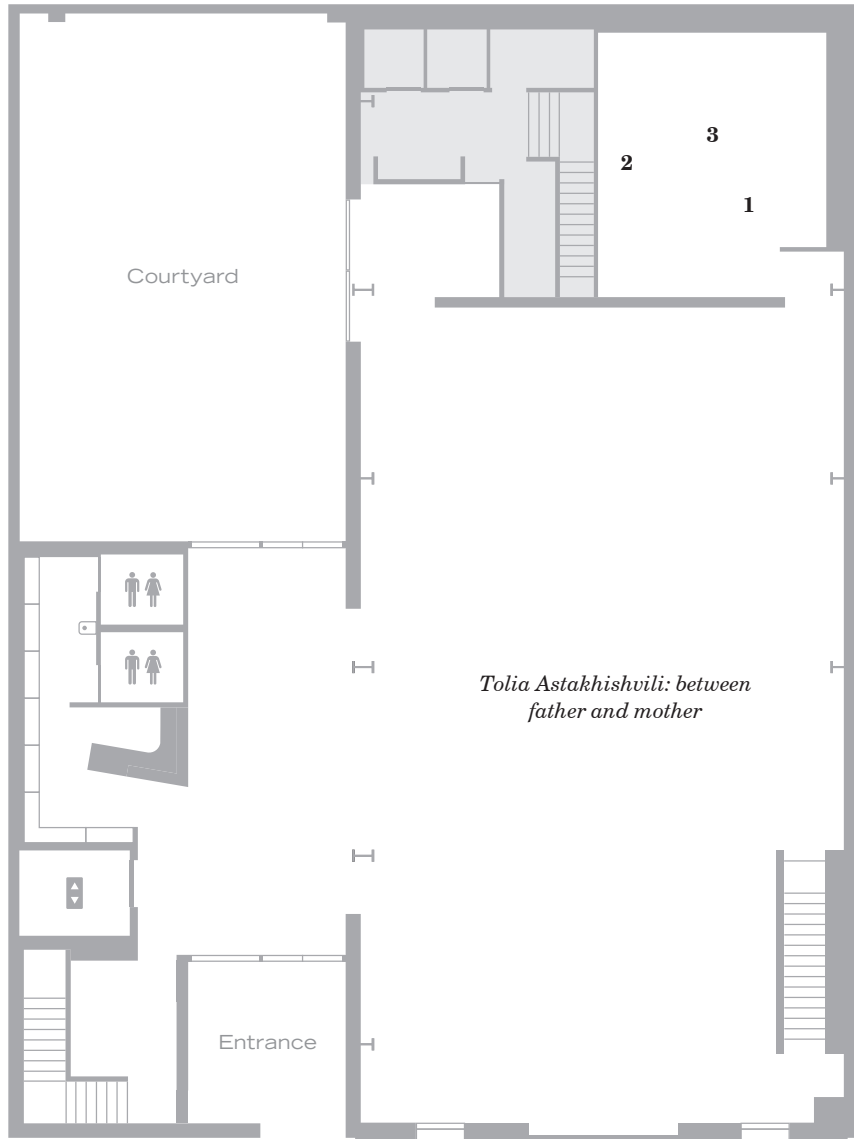 3
2
1
Courtyard
Tolia Astakhishvili: between
father and mother
Entrance